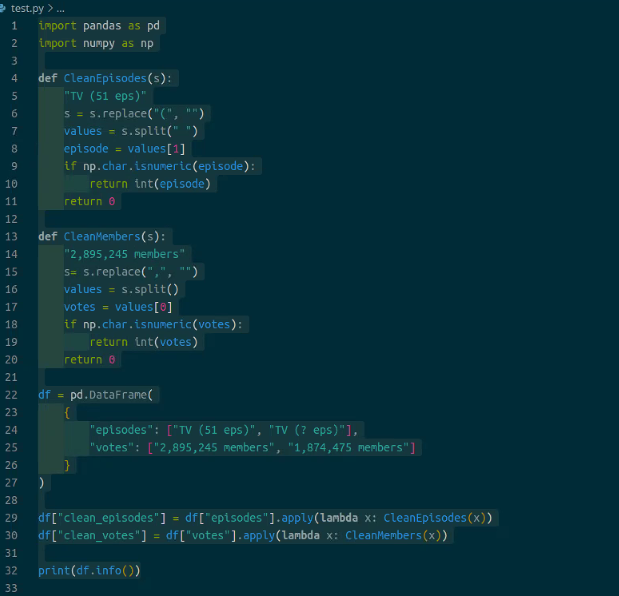 test.py > ...
1 import pandas as pd
2 import numpy as np
3
4 def CleanEpisodes(s):
5     "TV (51 eps)"
6     s = s.replace("(", "")
7     values = s.split(" ")
8     episode = values[1]
9     if np.char.isnumeric(episode):
10         return int(episode)
11     return 0
12
13 def CleanMembers(s):
14     "2,895,245 members"
15     s= s.replace(",", "")
16     values = s.split()
17     votes = values[0]
18     if np.char.isnumeric(votes):
19         return int(votes)
20     return 0
21
22 df = pd.DataFrame(
23     {
24         "episodes": ["TV (51 eps)", "TV (? eps)"],
25         "votes": ["2,895,245 members", "1,874,475 members"]
26     }
27 )
28
29 df["clean_episodes"] = df["episodes"].apply(lambda x: CleanEpisodes(x))
30 df["clean_votes"] = df["votes"].apply(lambda x: CleanMembers(x))
31
32 print(df.info())
33